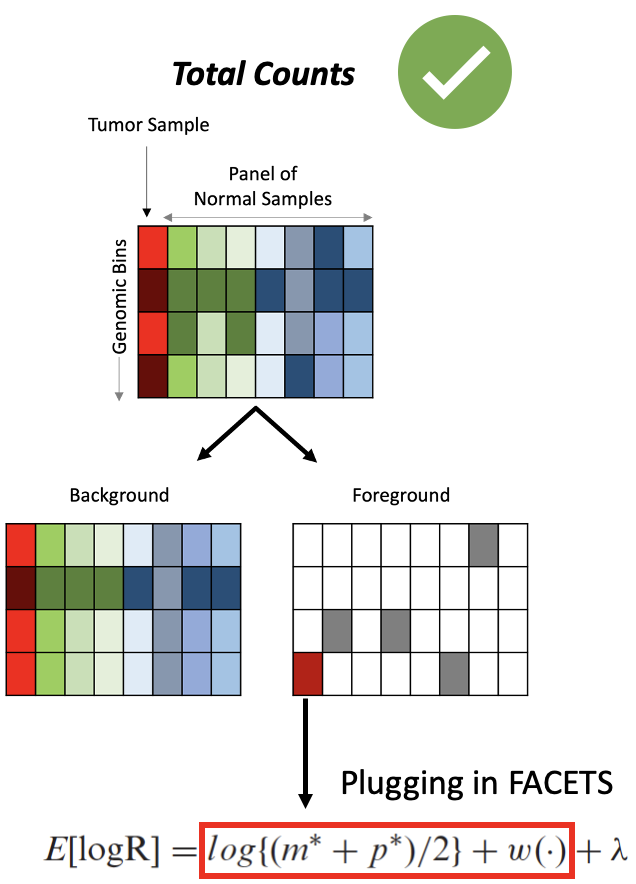 Total Counts
Tumor Sample
Panel of
Normal Samples
Genomic Bins
Background
Foreground
Plugging in FACETS
E[logR] = log{(m* + p*)/2} + w(·) + λ